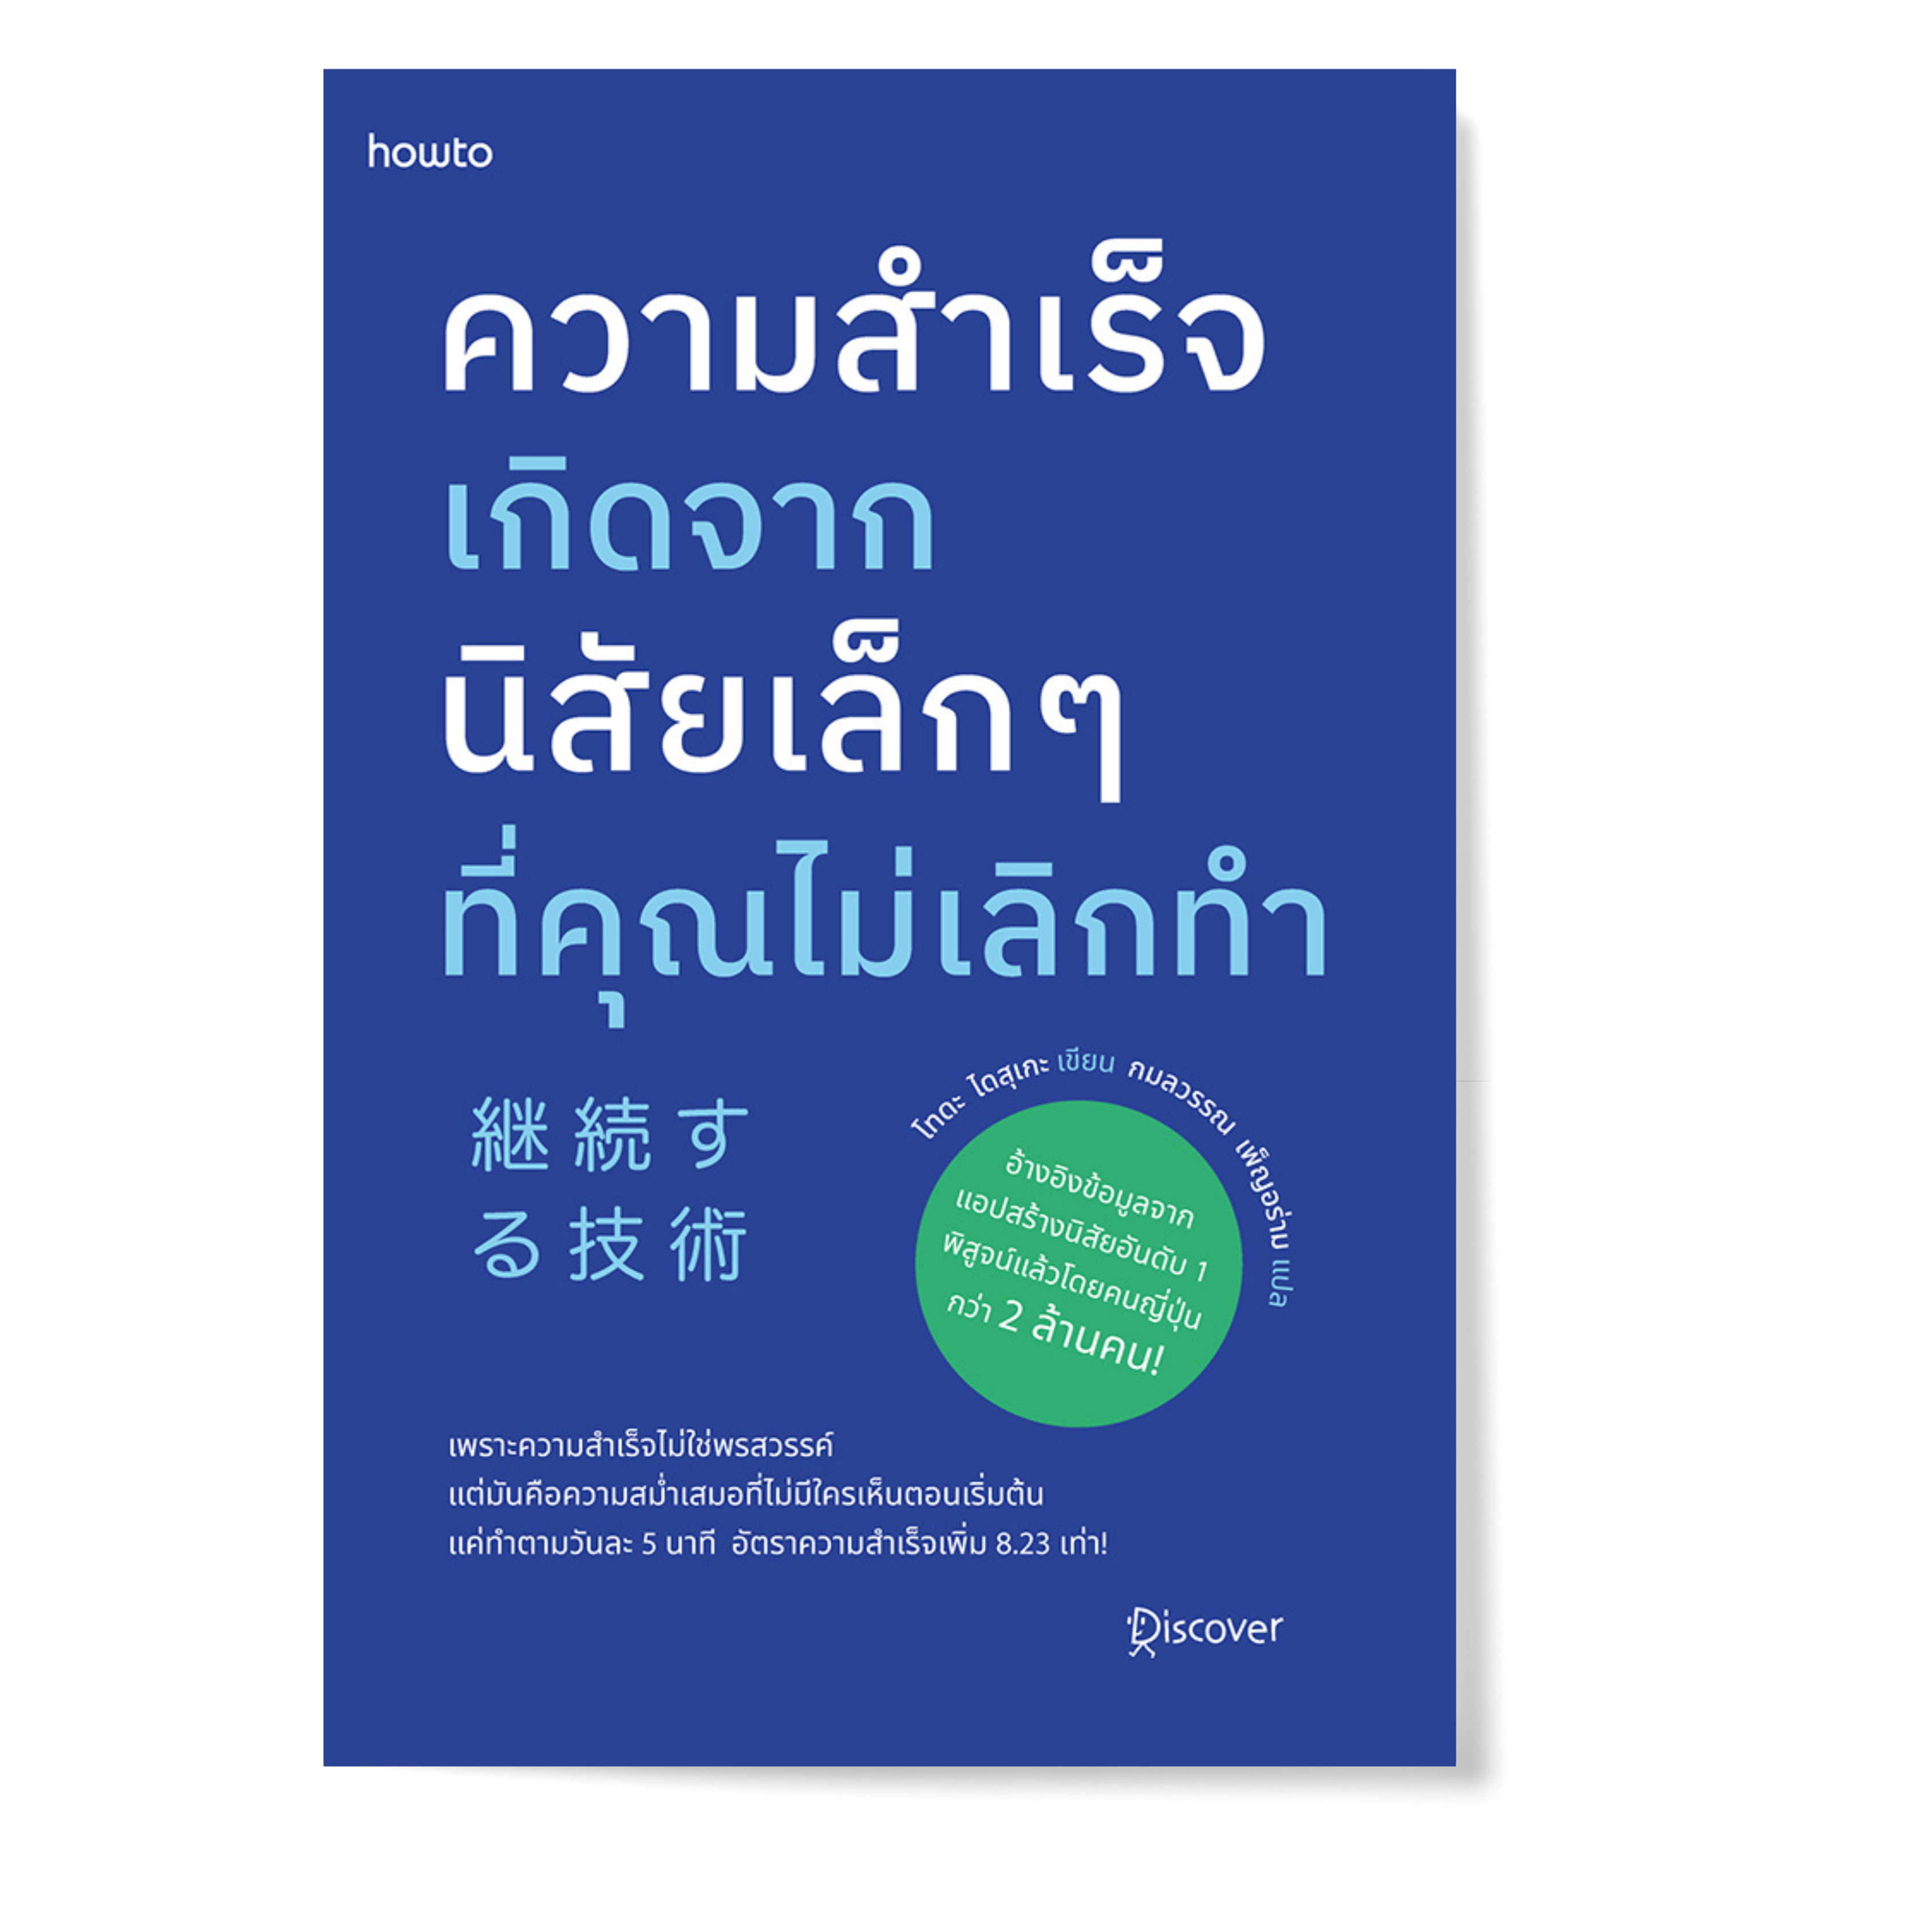 howto
ความสำเร็จ
เกิดจาก
นิสัยเล็กๆ
ที่คุณไม่เลิกทำ
継続す
る技術
โทดะ ไดสุเกะ เขียน กมลวรรณ เพ็ญอร่าม แปล
อ้างอิงข้อมูลจาก
แอปสร้างนิสัยอันดับ 1
พิสูจน์แล้วโดยคนญี่ปุ่น
กว่า 2 ล้านคน!
เพราะความสำเร็จไม่ใช่พรสวรรค์
แต่มันคือความสม่ำเสมอที่ไม่มีใครเห็นตอนเริ่มต้น
แค่ทำตามวันละ 5 นาที อัตราความสำเร็จเพิ่ม 8.23 เท่า!
Discover